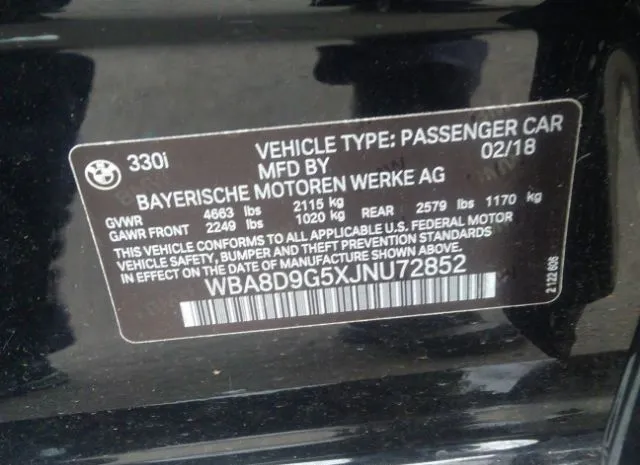 330i VEHICLE TYPE: PASSENGER CAR
MFD BY 02/18
BAYERISCHE MOTOREN WERKE AG
GVWR 4663 lbs 2115 kg
GAWR FRONT 2249 lbs 1020 kg REAR 2579 lbs 1170 kg
THIS VEHICLE CONFORMS TO ALL APPLICABLE U.S. FEDERAL MOTOR
VEHICLE SAFETY, BUMPER AND THEFT PREVENTION STANDARDS
IN EFFECT ON THE DATE OF MANUFACTURE SHOWN ABOVE.
WBA8D9G5XJNU72852
2122606